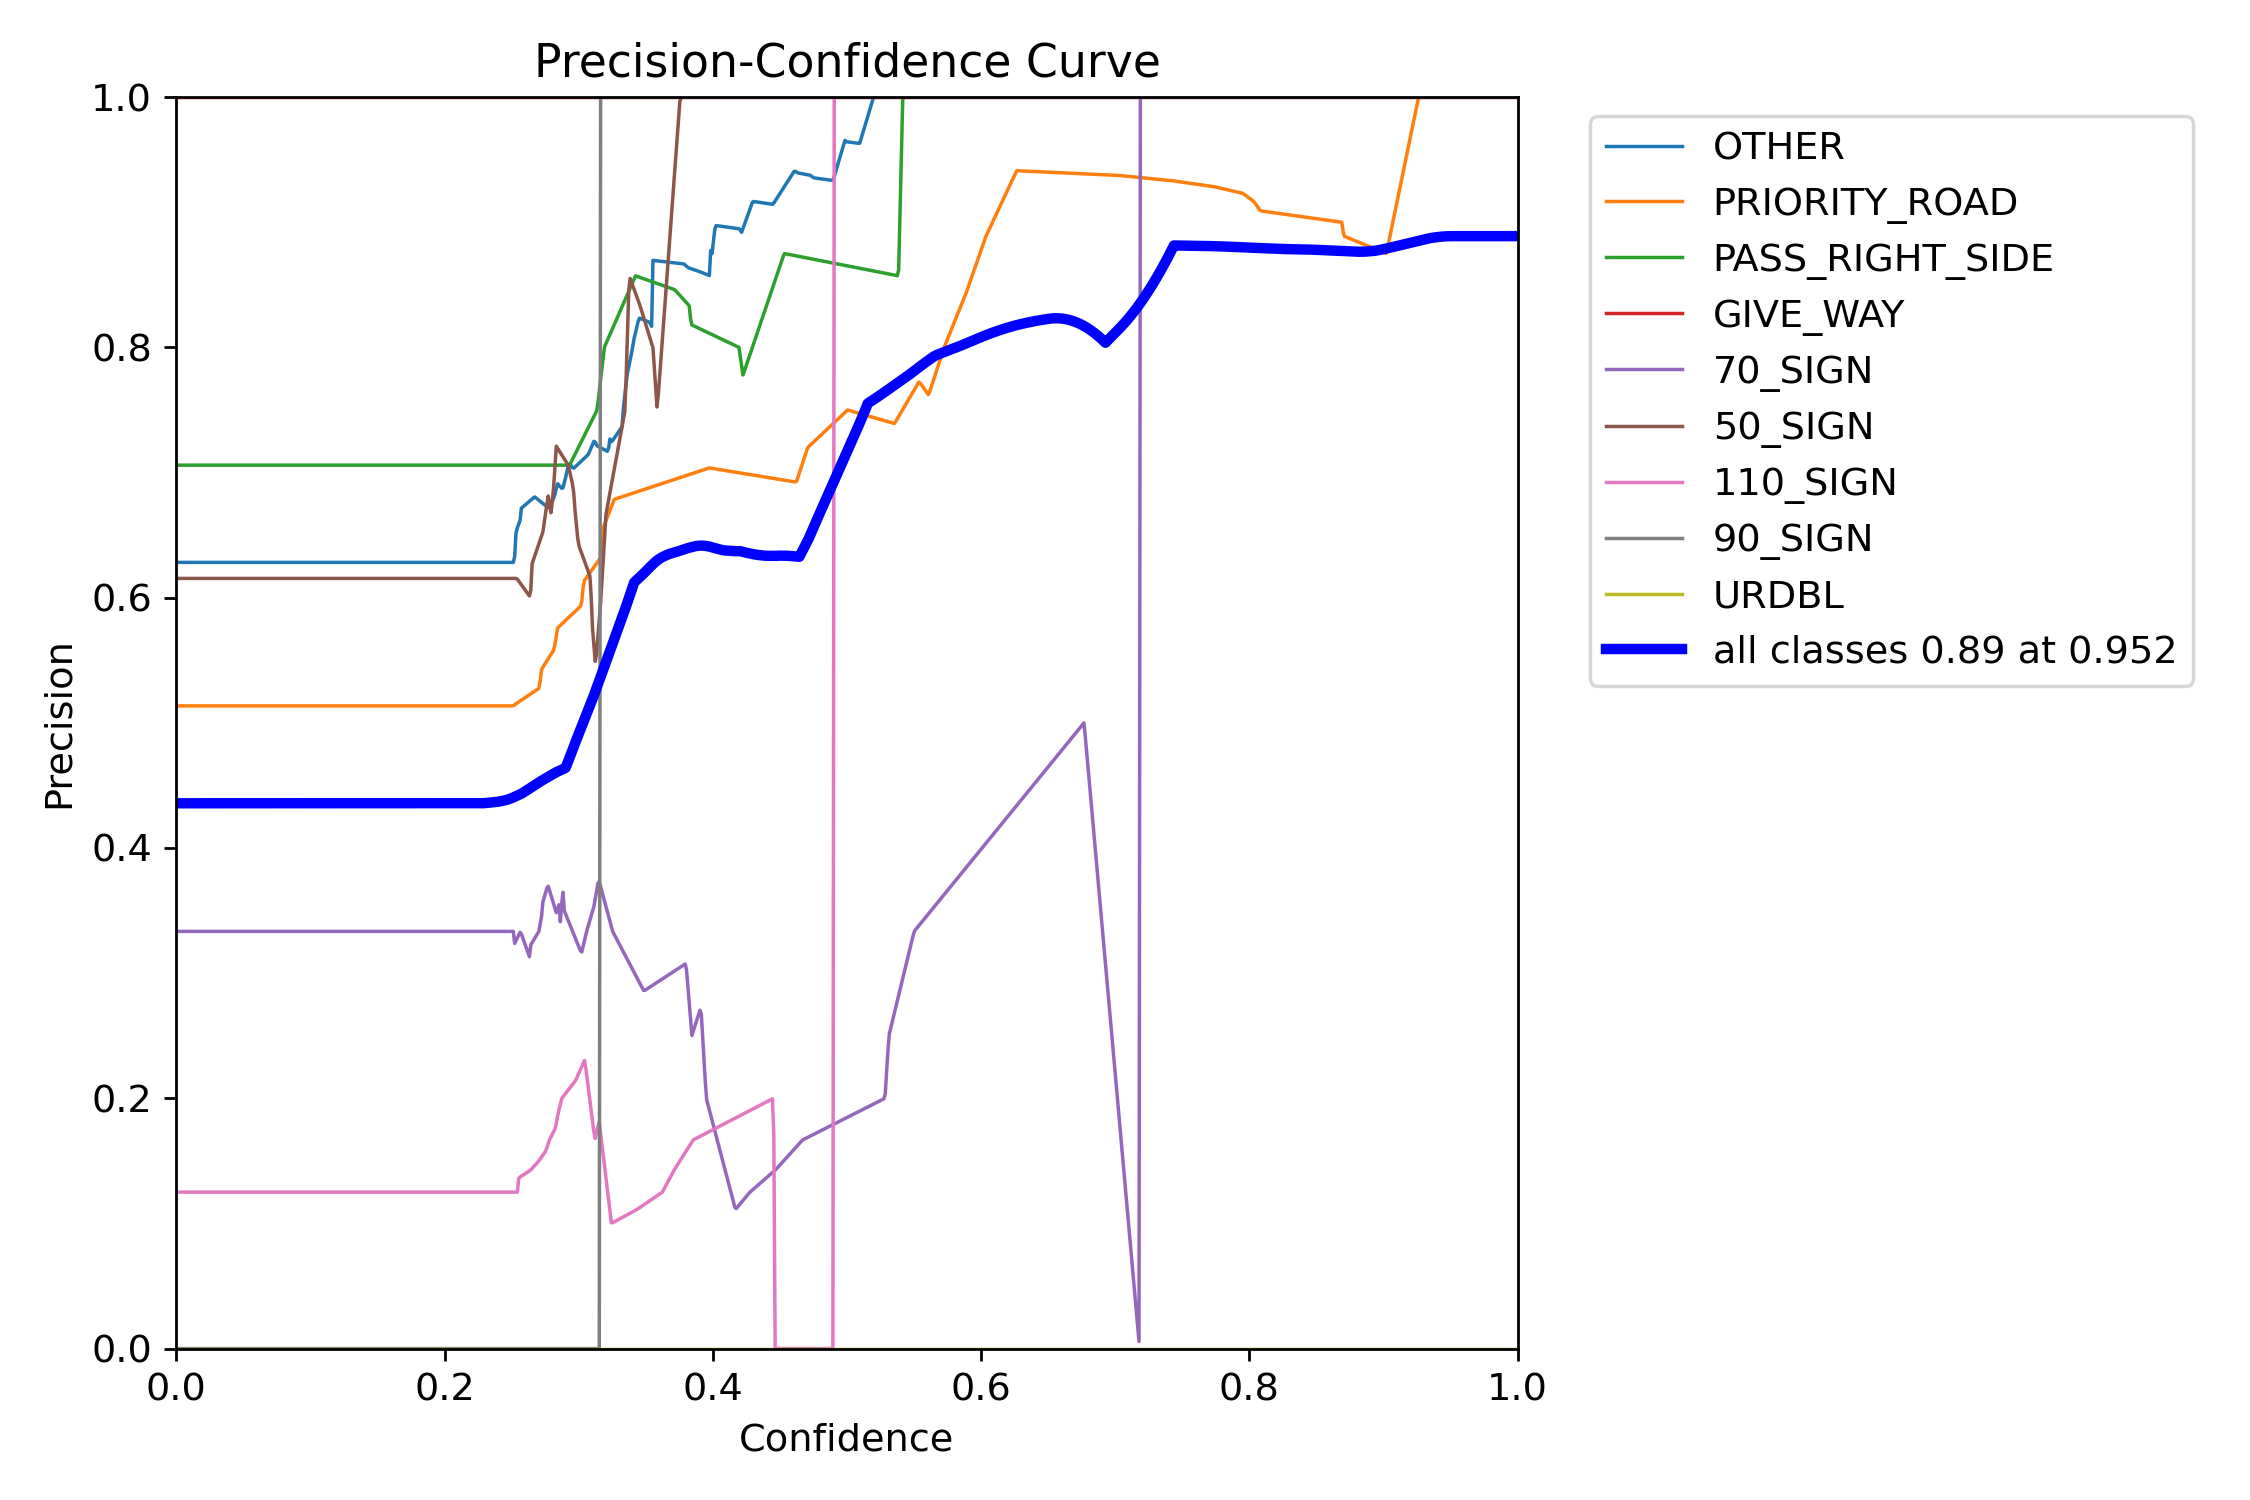 Precision-Confidence Curve
1.0
0.8
0.6
0.4
0.2
0.0
Precision
0.0 0.2 0.4 0.6 0.8 1.0
Confidence
OTHER
PRIORITY_ROAD
PASS_RIGHT_SIDE
GIVE_WAY
70_SIGN
50_SIGN
110_SIGN
90_SIGN
URDBL
all classes 0.89 at 0.952